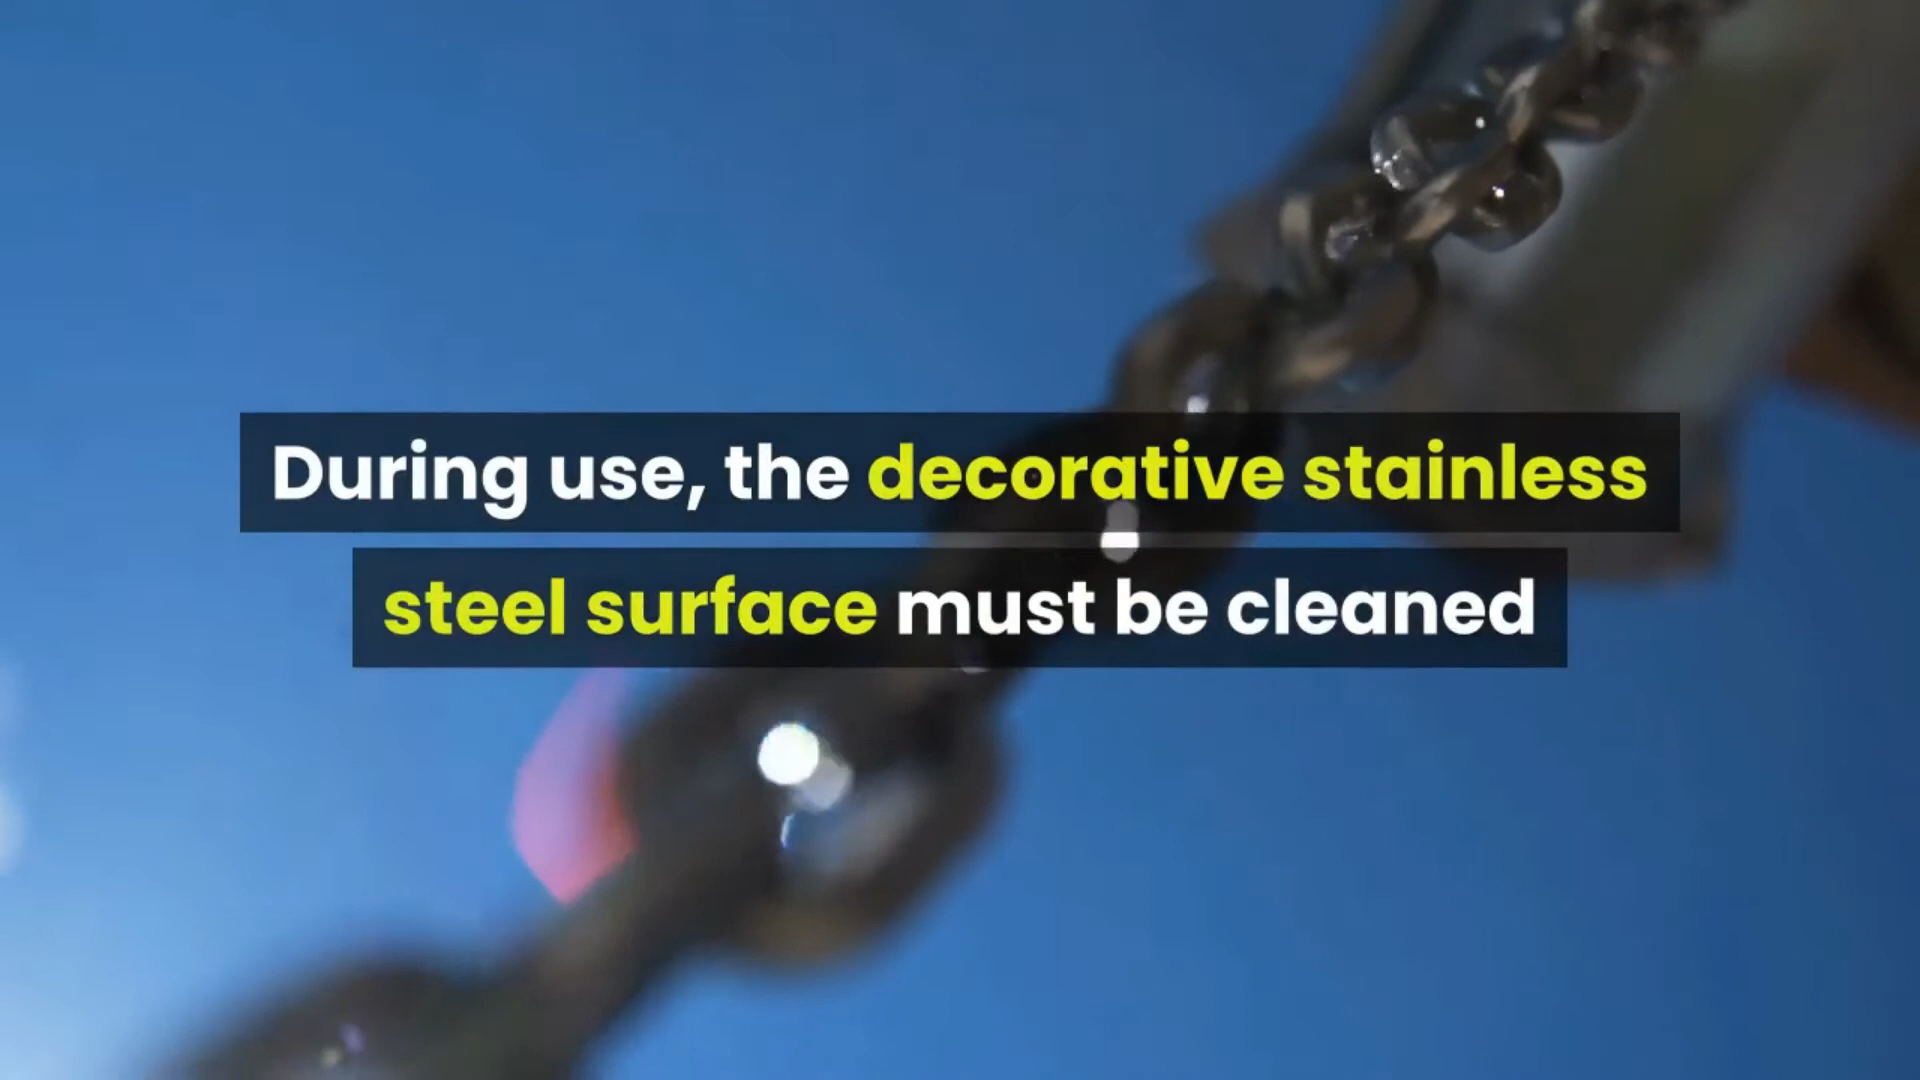 During use, the decorative stainless
steel surface must be cleaned